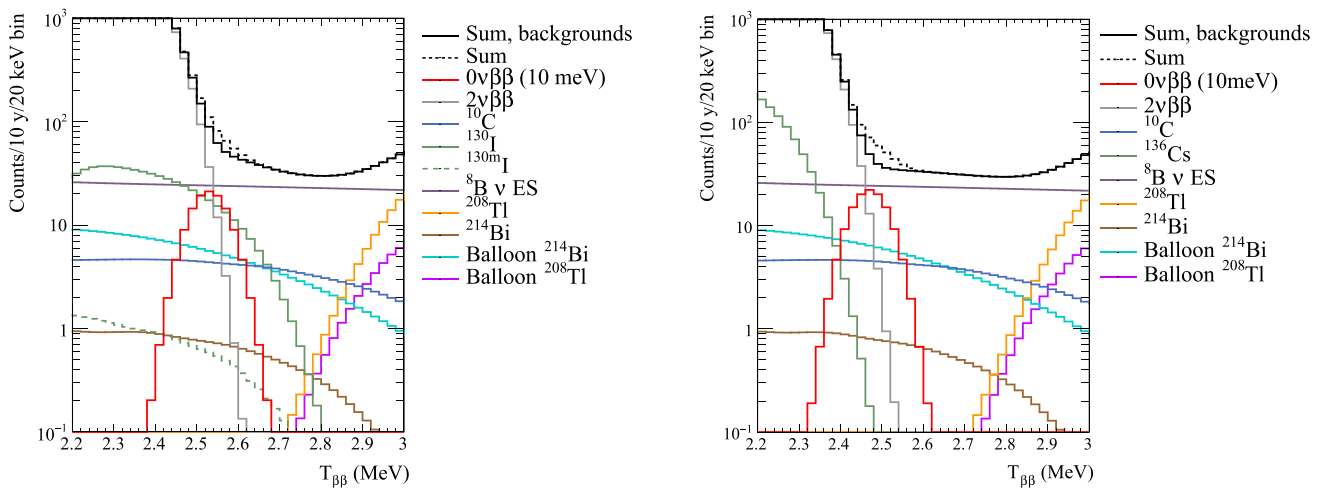 Counts/10 y/20 keV bin
10³
10²
10
1
10⁻¹
2.2 2.3 2.4 2.5 2.6 2.7 2.8 2.9 3
T_ββ (MeV)
Sum, backgrounds
Sum
0νββ (10 meV)
2νββ
¹⁰C
¹³⁰I
¹³⁰ᵐI
⁸B ν ES
²⁰⁸Tl
²¹⁴Bi
Balloon ²¹⁴Bi
Balloon ²⁰⁸Tl
Counts/10 y/20 keV bin
10³
10²
10
1
10⁻¹
2.2 2.3 2.4 2.5 2.6 2.7 2.8 2.9 3
T_ββ (MeV)
Sum, backgrounds
Sum
0νββ (10meV)
2νββ
¹⁰C
¹³⁶Cs
⁸B ν ES
²⁰⁸Tl
²¹⁴Bi
Balloon ²¹⁴Bi
Balloon ²⁰⁸Tl